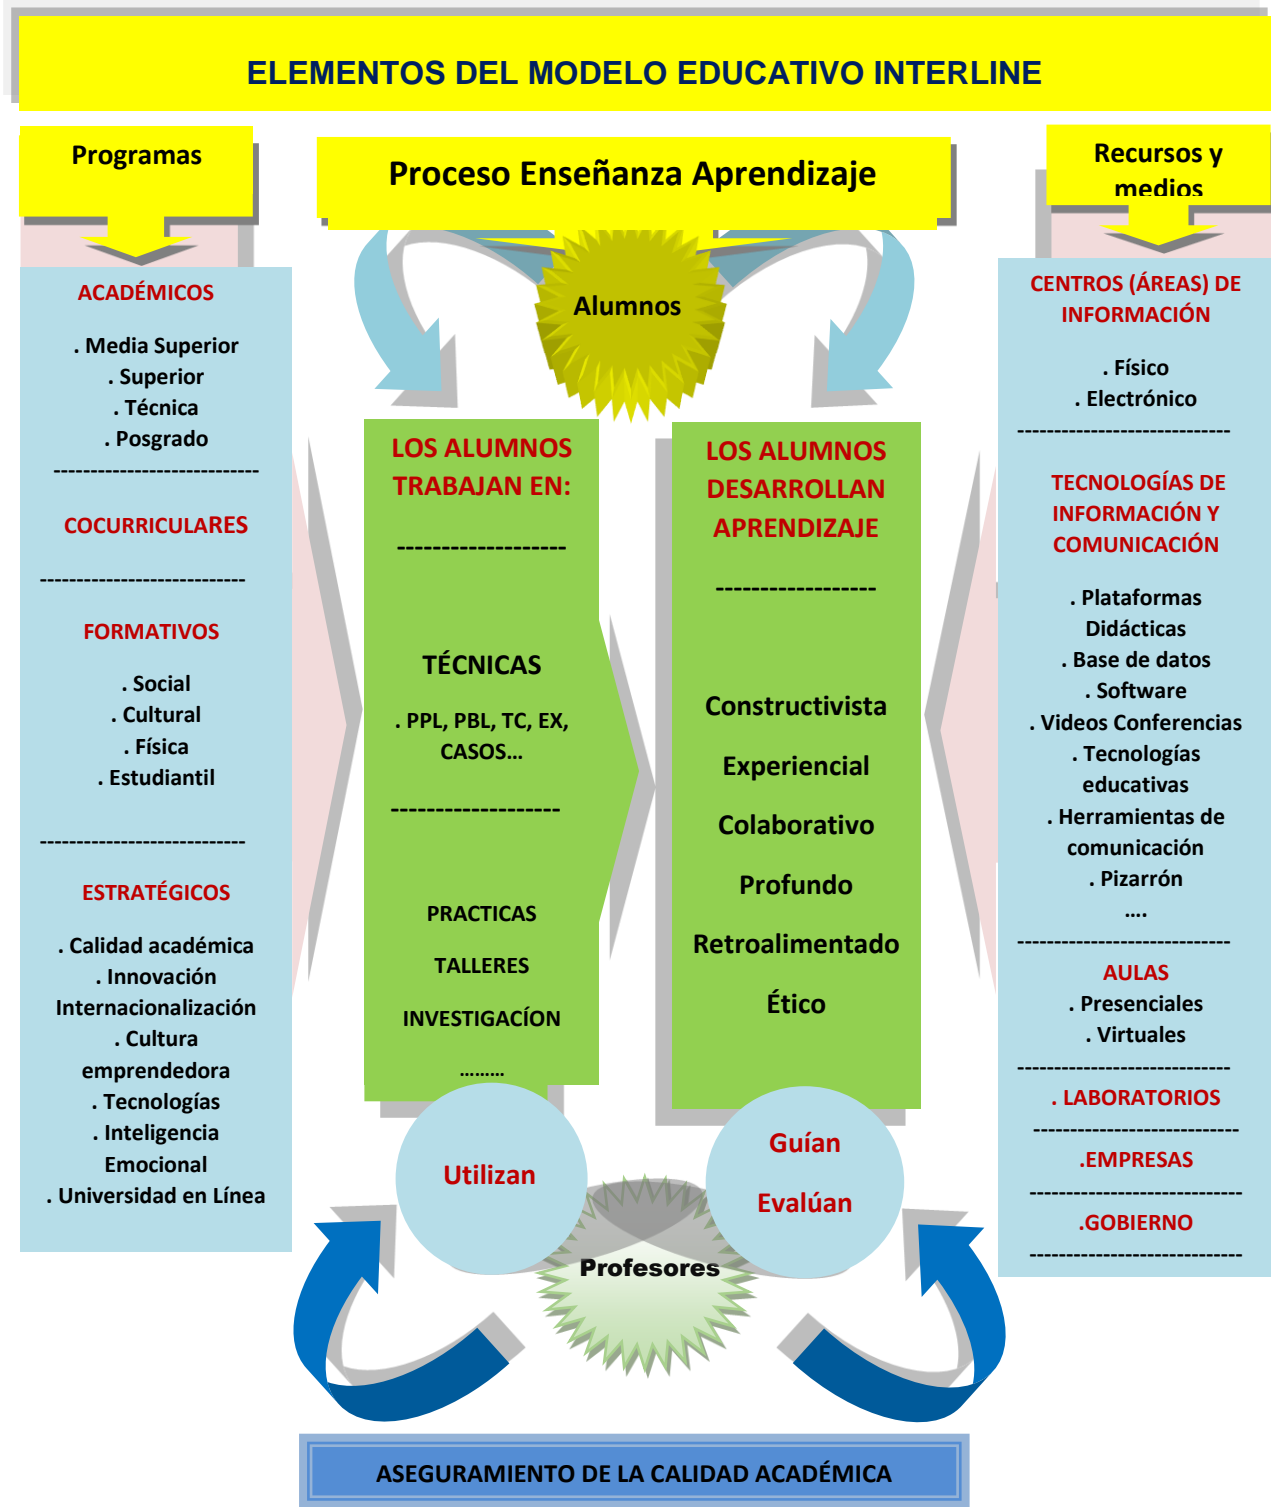 ELEMENTOS DEL MODELO EDUCATIVO INTERLINE
Programas
ACADÉMICOS
. Media Superior
. Superior
. Técnica
. Posgrado
----------------------------
COCURRICULARES
----------------------------
FORMATIVOS
. Social
. Cultural
. Física
. Estudiantil
----------------------------
ESTRATÉGICOS
. Calidad académica
. Innovación
Internacionalización
. Cultura
emprendedora
. Tecnologías
. Inteligencia
Emocional
. Universidad en Línea
Proceso Enseñanza Aprendizaje
Alumnos
LOS ALUMNOS
TRABAJAN EN:
-------------------
TÉCNICAS
. PPL, PBL, TC, EX,
CASOS…
-------------------
PRACTICAS
TALLERES
INVESTIGACÍON
………
Utilizan
LOS ALUMNOS
DESARROLLAN
APRENDIZAJE
------------------
Constructivista
Experiencial
Colaborativo
Profundo
Retroalimentado
Ético
Guían
Evalúan
Profesores
Recursos y
medios
CENTROS (ÁREAS) DE
INFORMACIÓN
. Físico
. Electrónico
-----------------------------
TECNOLOGÍAS DE
INFORMACIÓN Y
COMUNICACIÓN
. Plataformas
Didácticas
. Base de datos
. Software
. Videos Conferencias
. Tecnologías
educativas
. Herramientas de
comunicación
. Pizarrón
….
-----------------------------
AULAS
. Presenciales
. Virtuales
-----------------------------
. LABORATORIOS
----------------------------
.EMPRESAS
-----------------------------
.GOBIERNO
-----------------------------
ASEGURAMIENTO DE LA CALIDAD ACADÉMICA